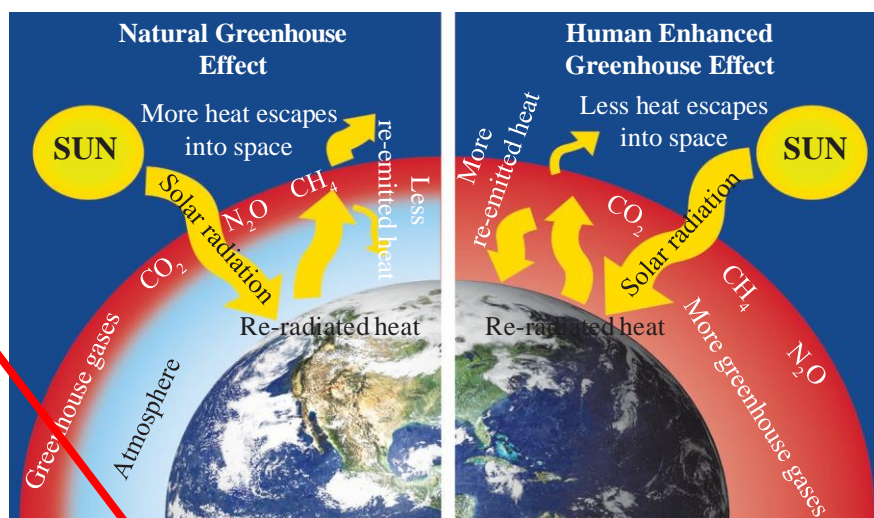 Natural Greenhouse
Effect
More heat escapes
into space
SUN
Solar radiation
Less
re-emitted heat
CH₄
N₂O
CO₂
Re-radiated heat
Greenhouse gases
Atmosphere
Human Enhanced
Greenhouse Effect
Less heat escapes
into space
SUN
More
re-emitted heat
CO₂
Solar radiation
CH₄
N₂O
Re-radiated heat
More greenhouse gases